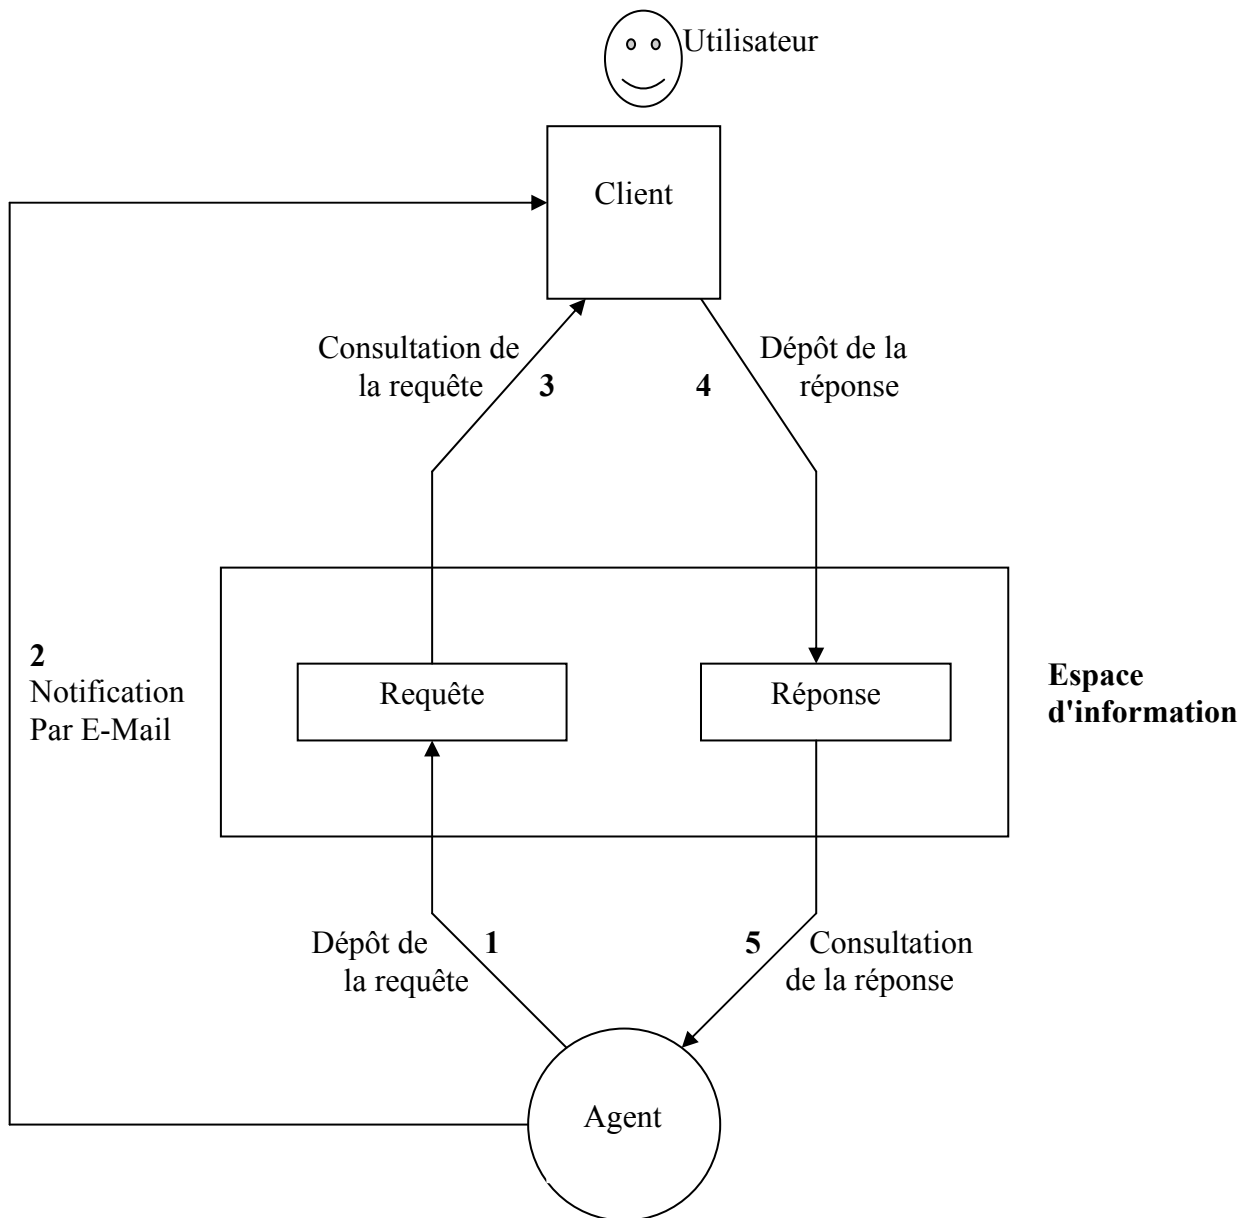 Utilisateur
Client
Consultation de
la requête
3
4
Dépôt de la
réponse
2
Notification
Par E-Mail
Requête
Réponse
Espace
d'information
Dépôt de
la requête
1
5
Consultation
de la réponse
Agent